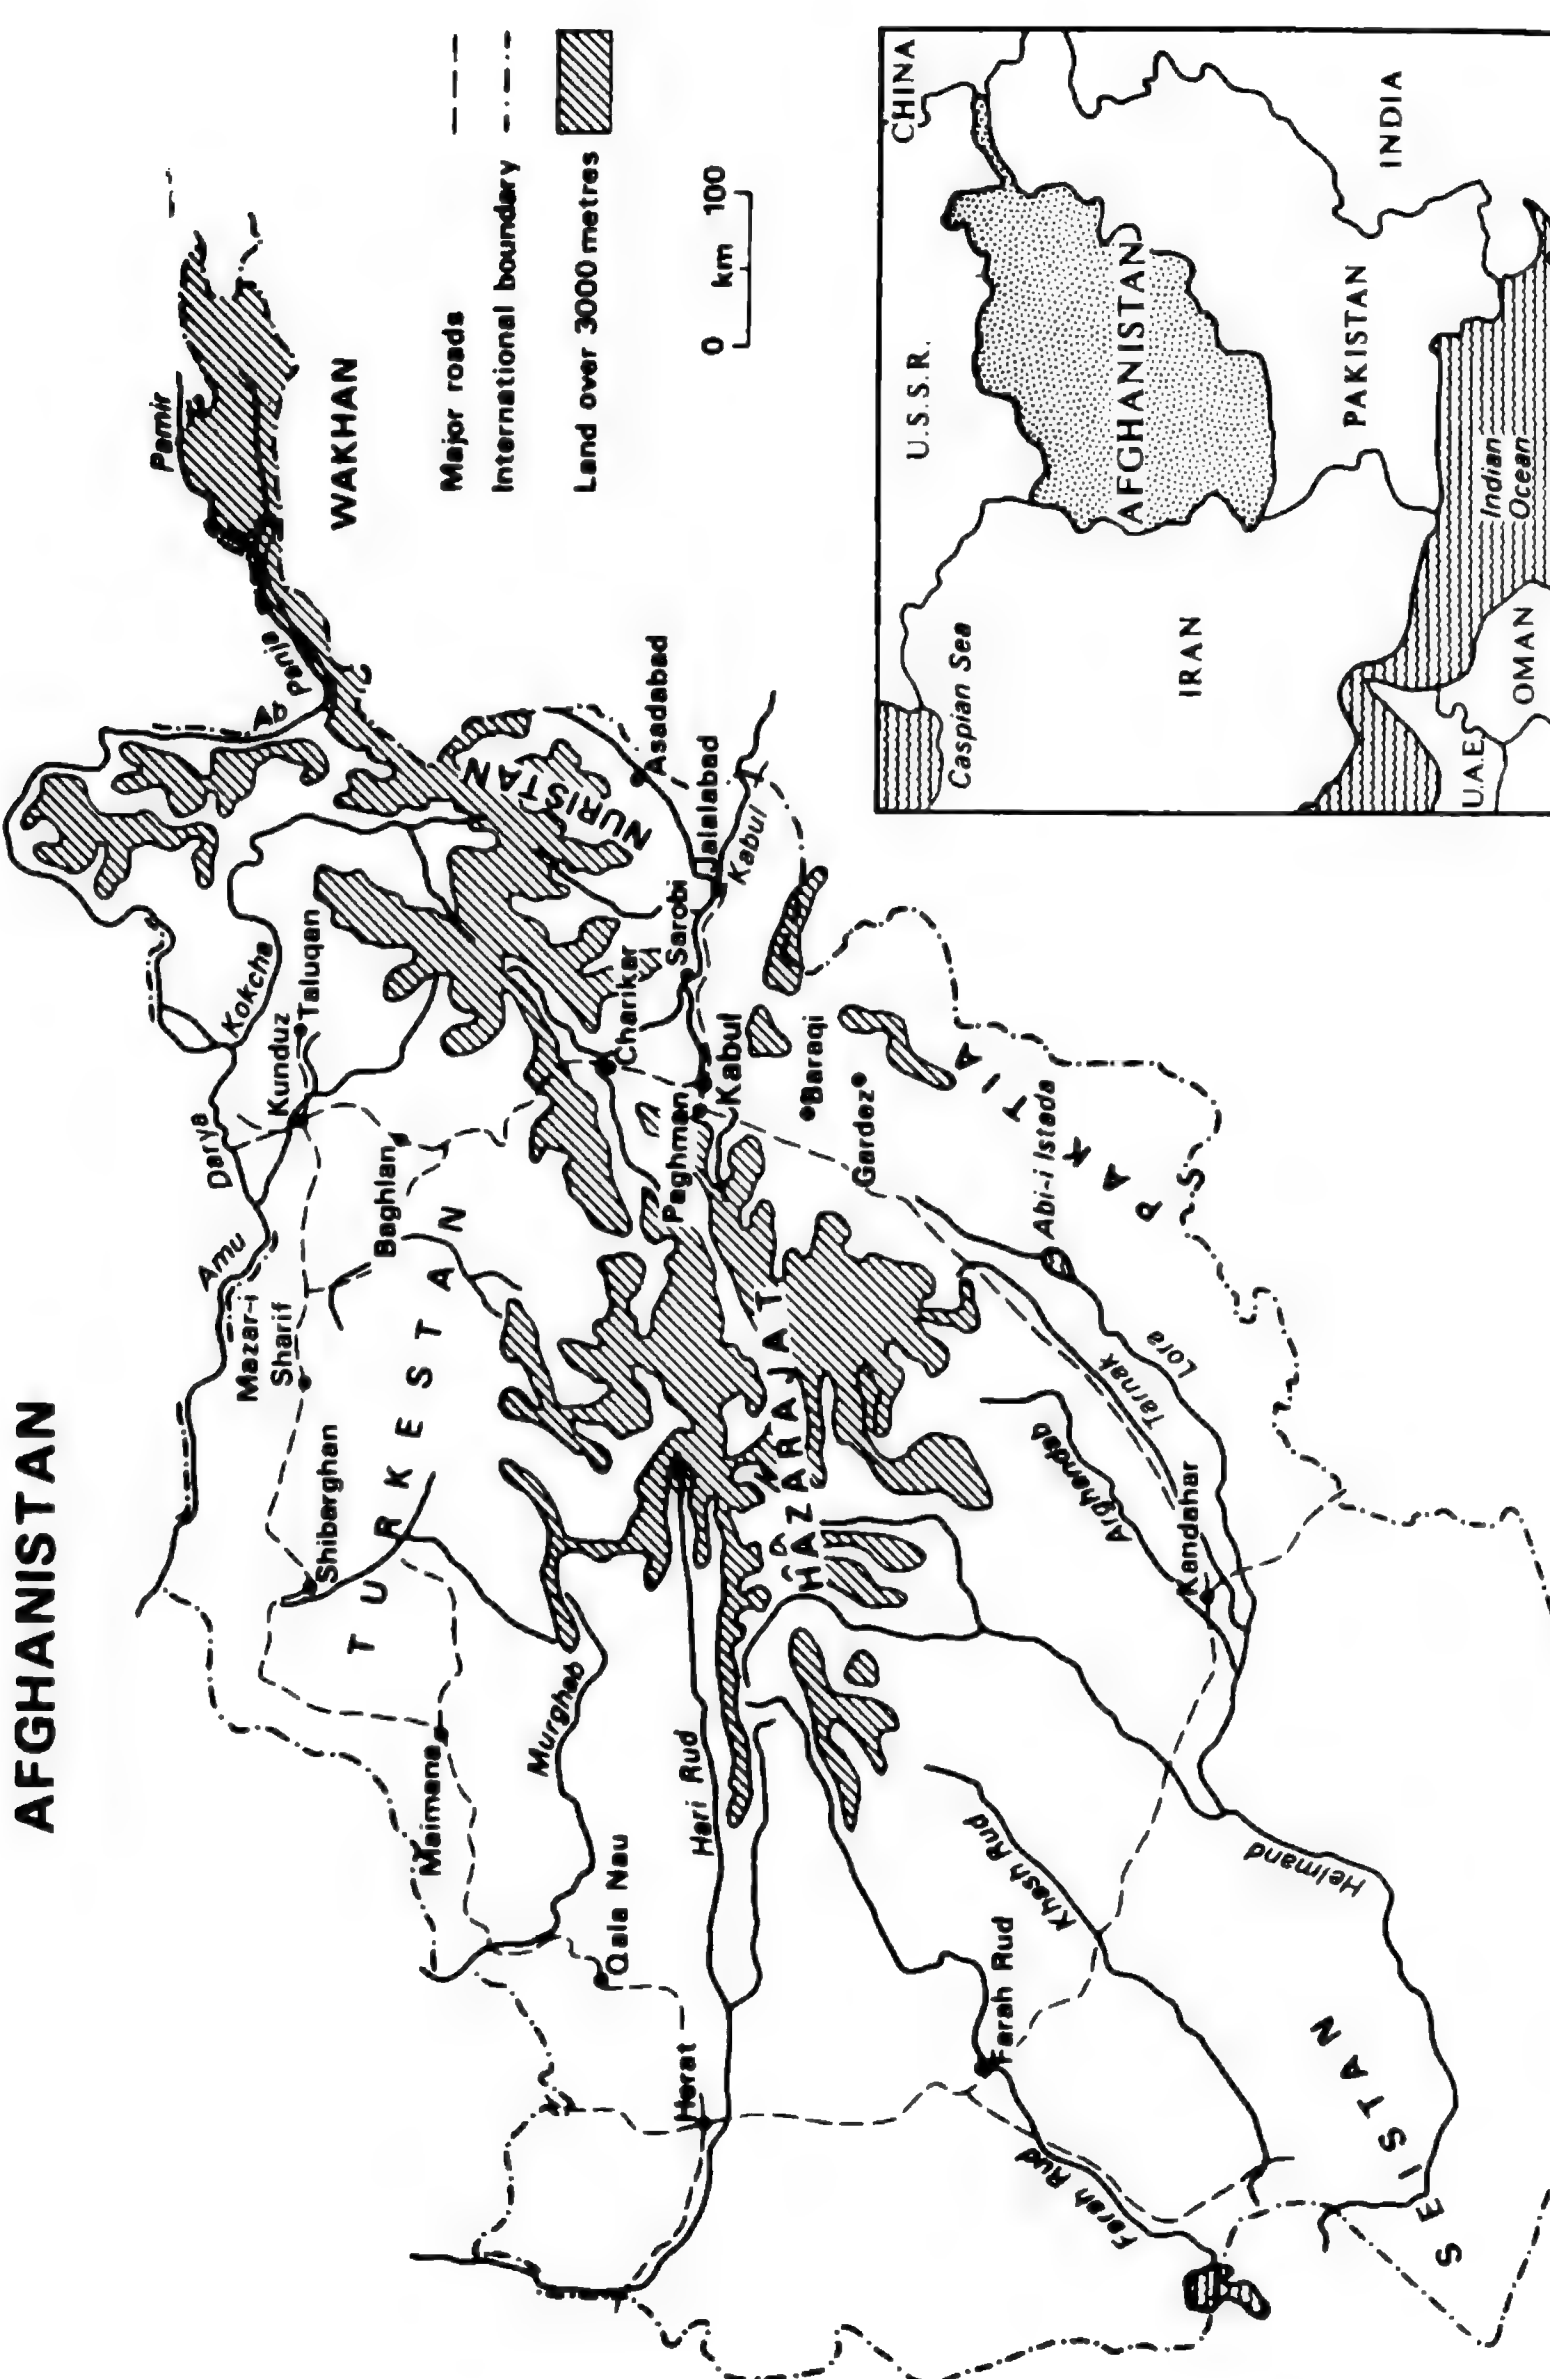 AFGHANISTAN
Pamir
WAKHAN
Panja
Amu
Darya
Kokcha
Kunduz
Taluqan
Mazar-i
Sharif
Shibarghan
Baghlan
TURKESTAN
Maimana
Murghab
Qala Nau
Hari Rud
Herat
NURISTAN
Asadabad
Jalalabad
Kabul
Sarobi
Charikar
Kabul
Paghman
Baraqi
Gardez
PAKTIA
Abi-i Istada
HAZARAJAT
Lora
Tarnak
Arghandab
Kandahar
Khash Rud
Farah Rud
Farah Rud
Helmand
SEISTAN
Major roads
International boundary
Land over 3000 metres
0 km 100
CHINA
U.S.S.R.
Caspian Sea
AFGHANISTAN
IRAN
PAKISTAN
INDIA
Indian
Ocean
OMAN
U.A.E.